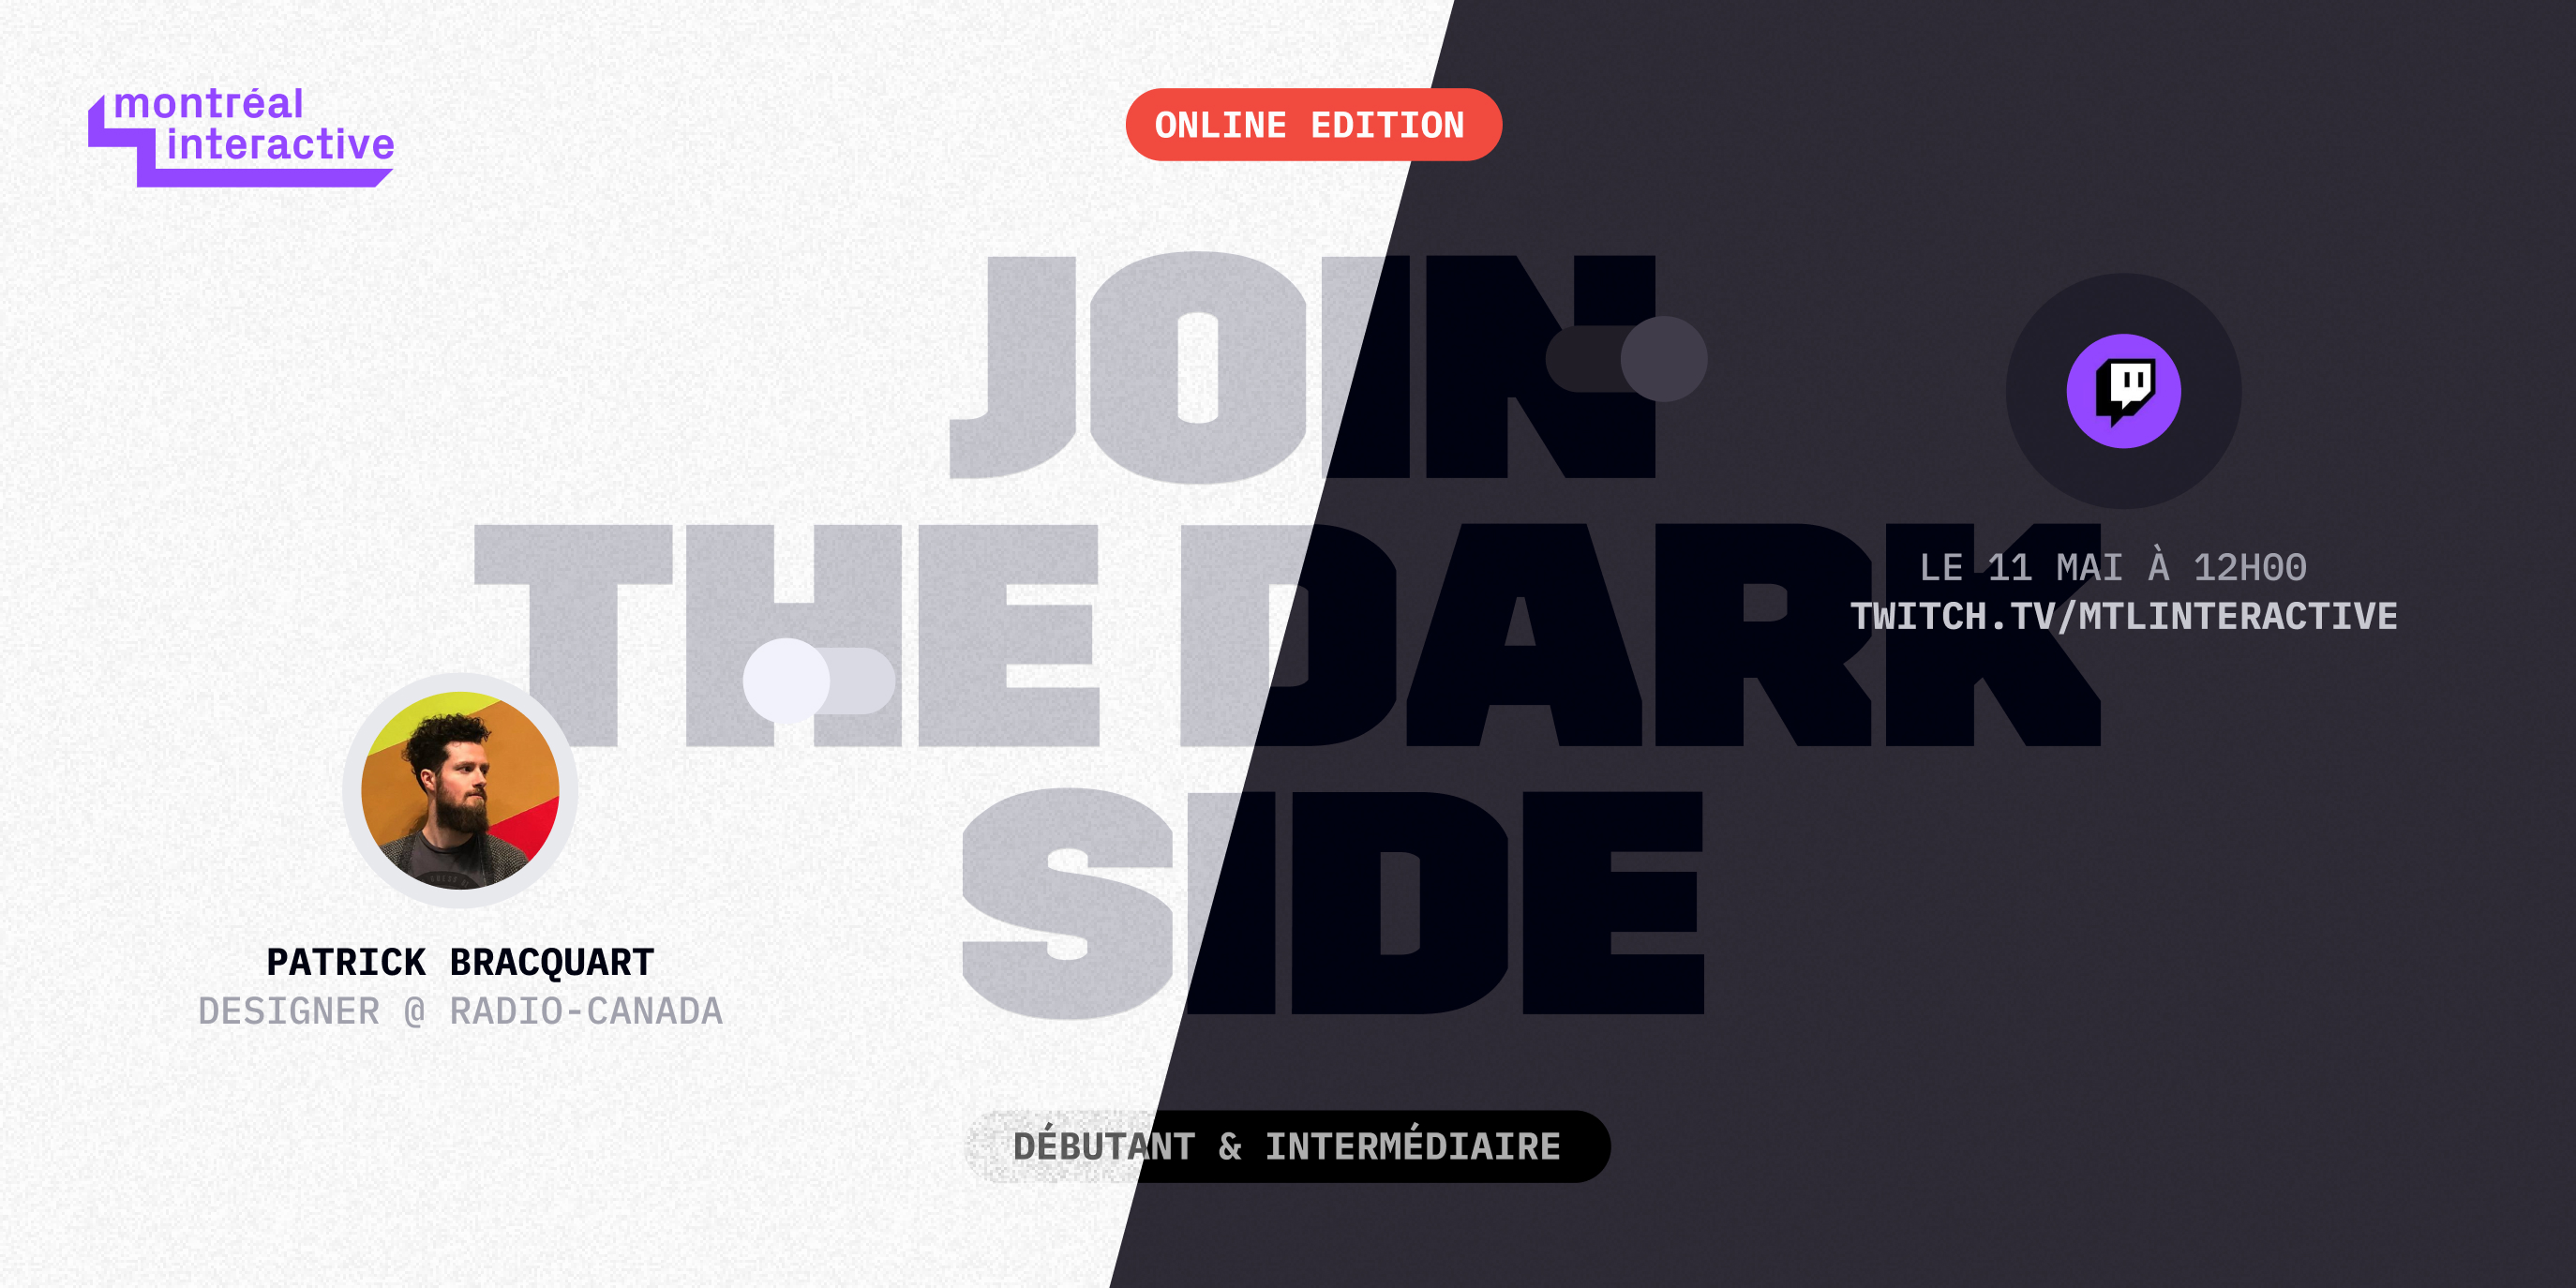 montréal
interactive
ONLINE EDITION
JOIN
THE DARK
SIDE
LE 11 MAI À 12H00
TWITCH.TV/MTLINTERACTIVE
PATRICK BRACQUART
DESIGNER @ RADIO-CANADA
DÉBUTANT & INTERMÉDIAIRE